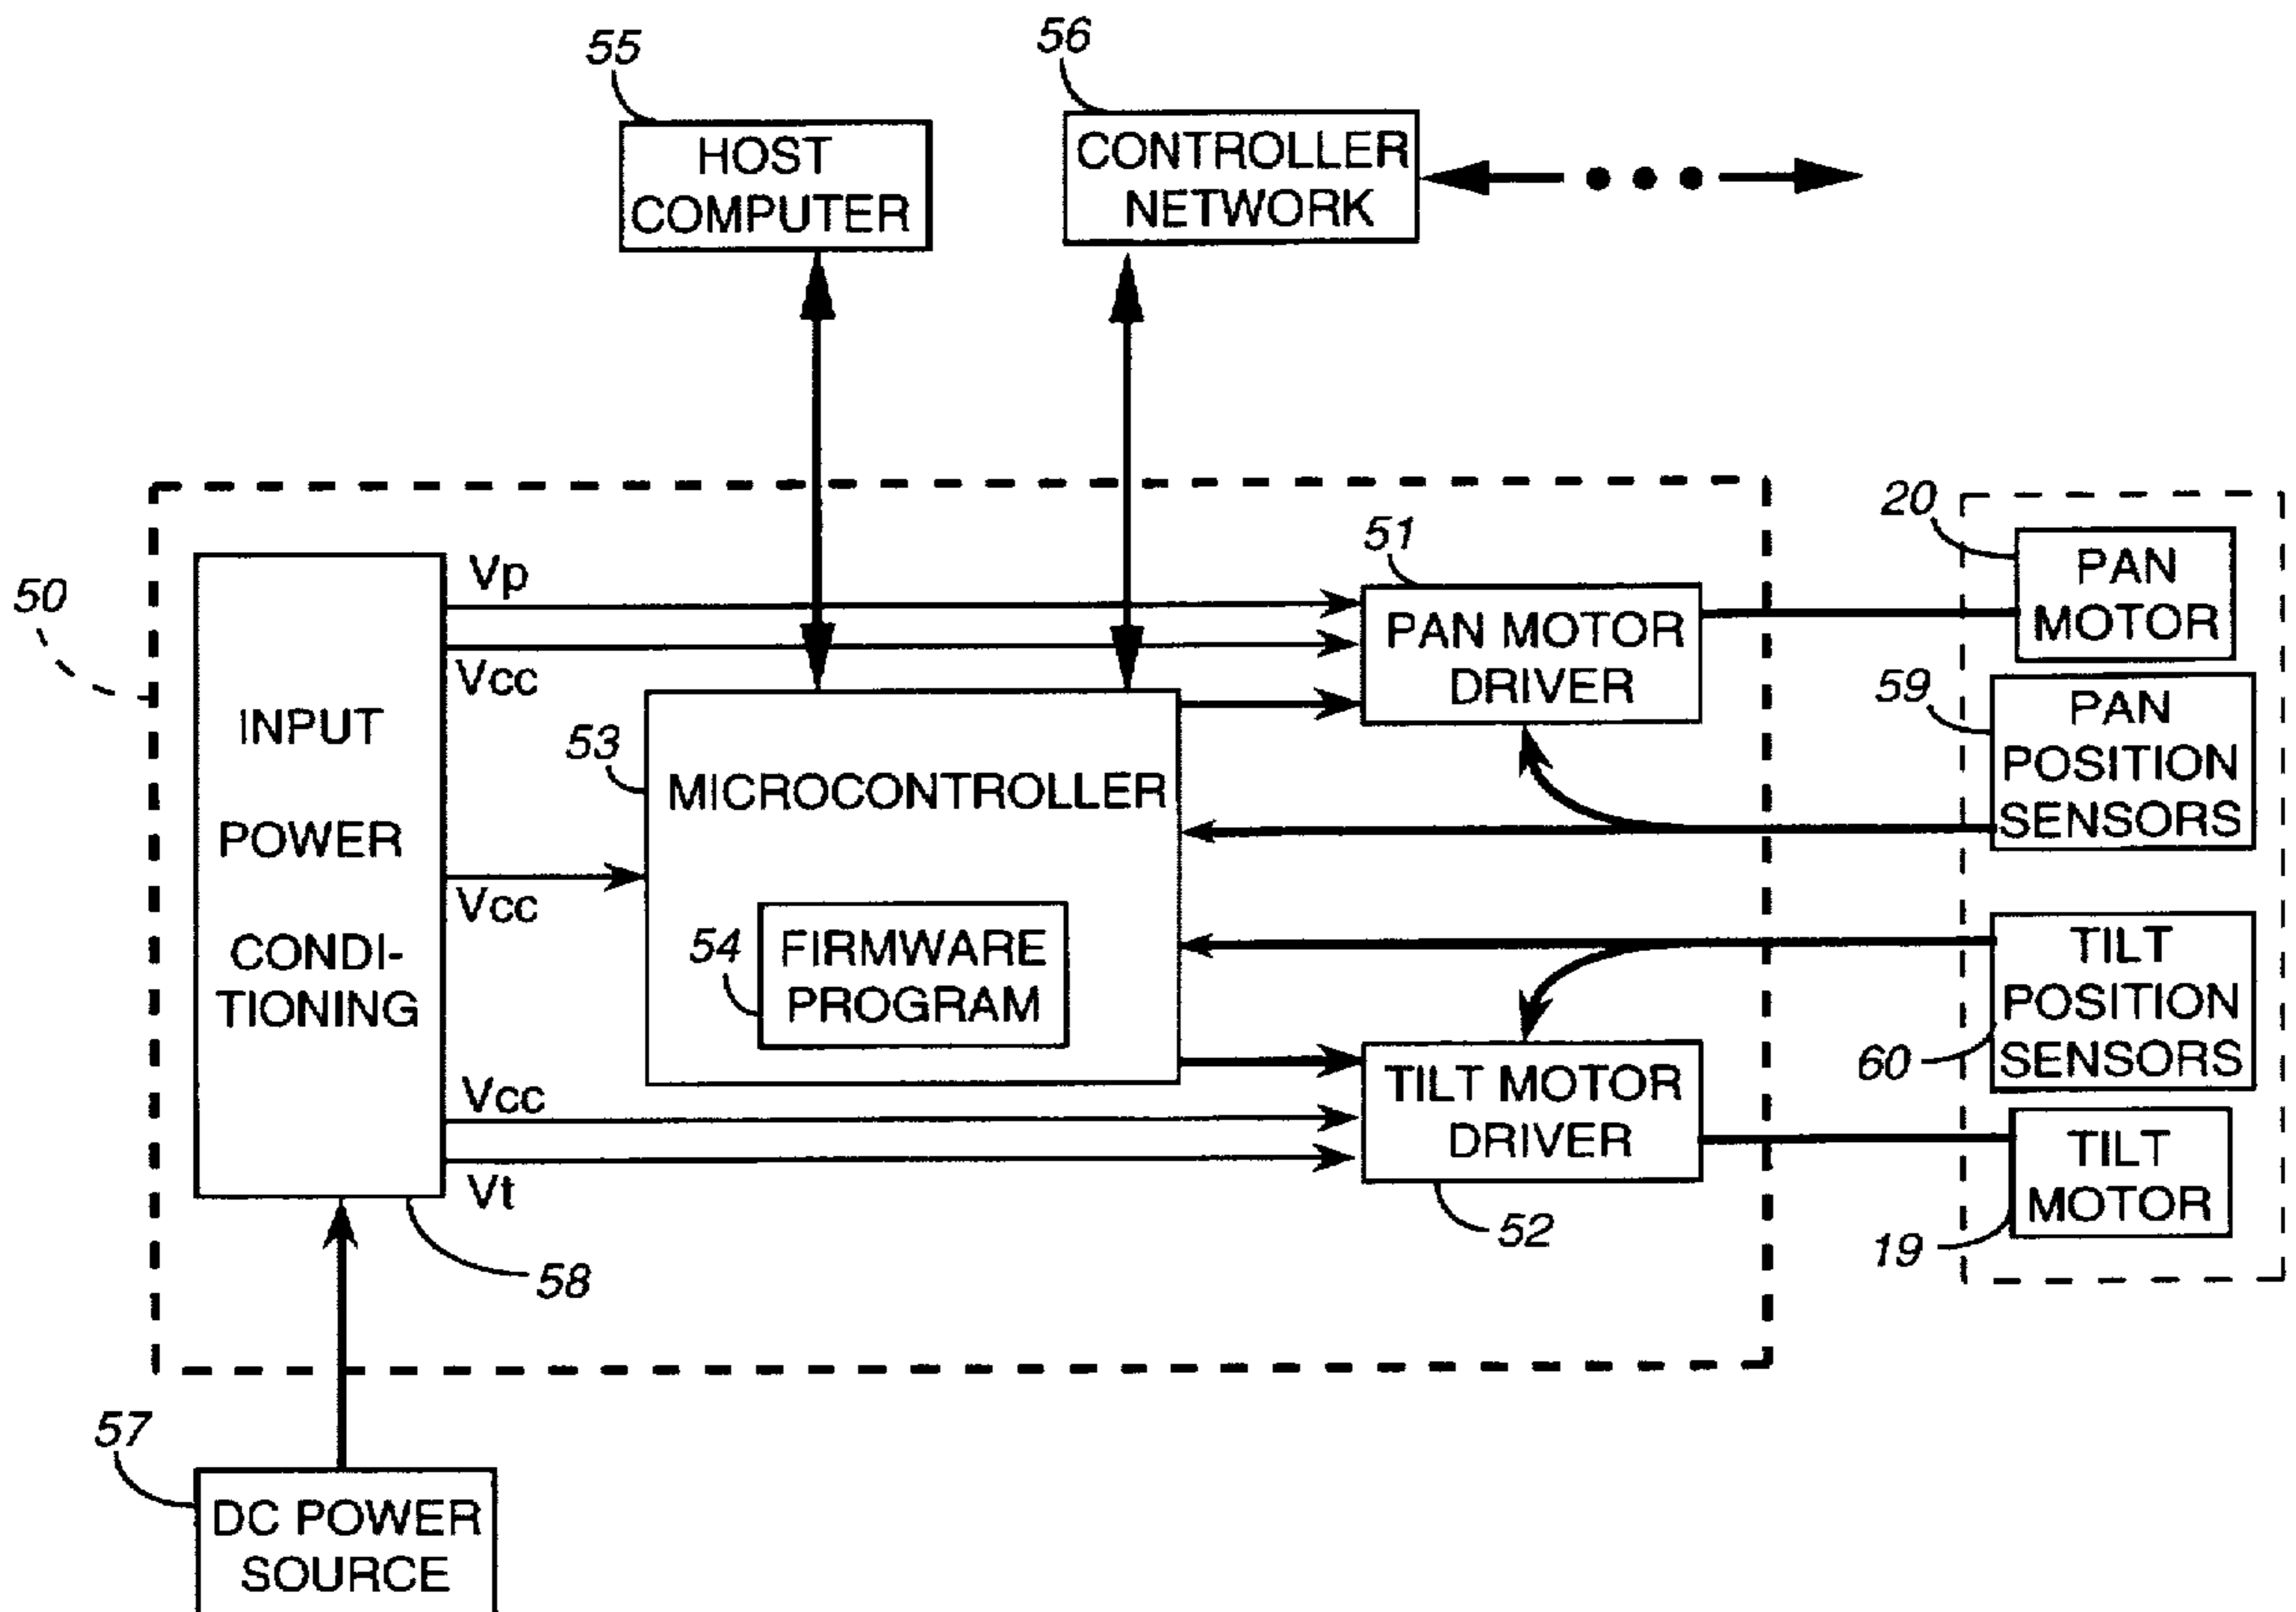 55
56
HOST
COMPUTER
CONTROLLER
NETWORK
50
INPUT
POWER
CONDI-
TIONING
Vp
Vcc
Vcc
Vcc
Vt
58
53
MICROCONTROLLER
54
FIRMWARE
PROGRAM
51
PAN MOTOR
DRIVER
TILT MOTOR
DRIVER
52
20
PAN
MOTOR
59
PAN
POSITION
SENSORS
TILT
POSITION
SENSORS
60
TILT
MOTOR
19
57
DC POWER
SOURCE